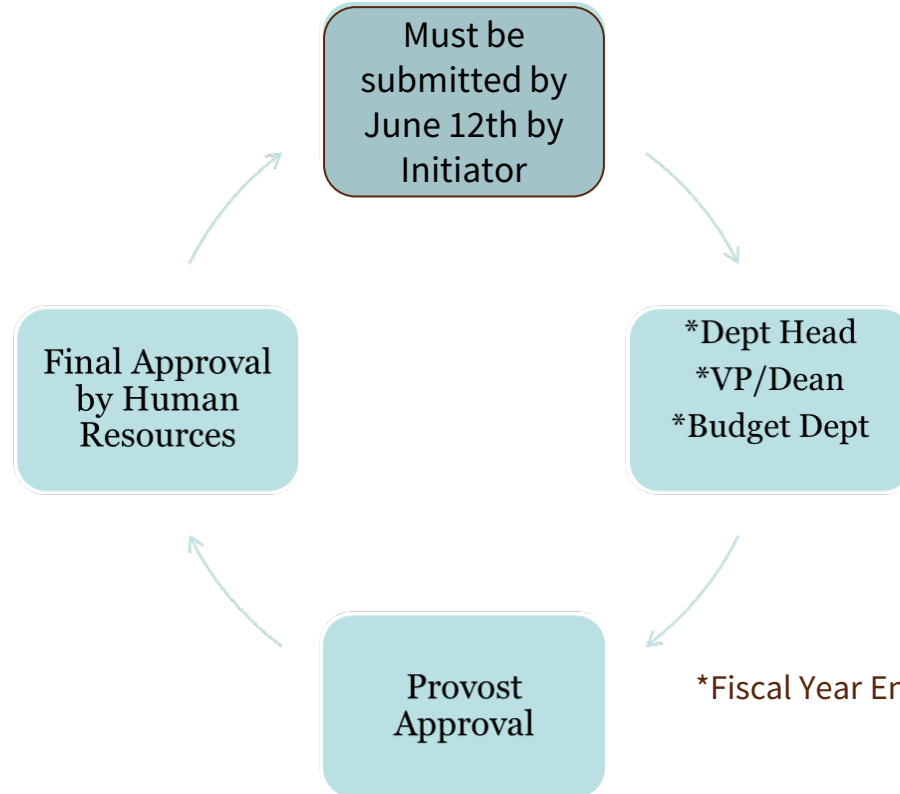 Must be
submitted by
June 12th by
Initiator
*Dept Head
*VP/Dean
*Budget Dept
Final Approval
by Human
Resources
Provost
Approval
*Fiscal Year